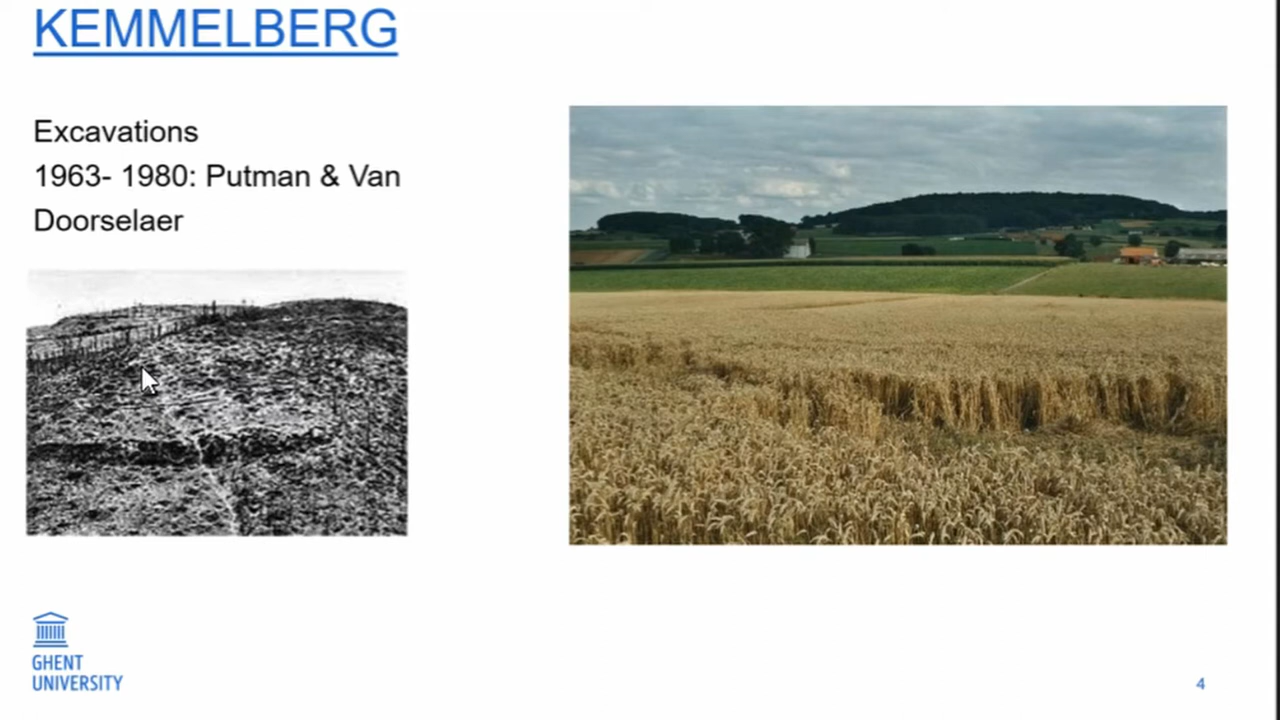 KEMMELBERG
Excavations
1963- 1980: Putman & Van
Doorselaer
GHENT
UNIVERSITY
4